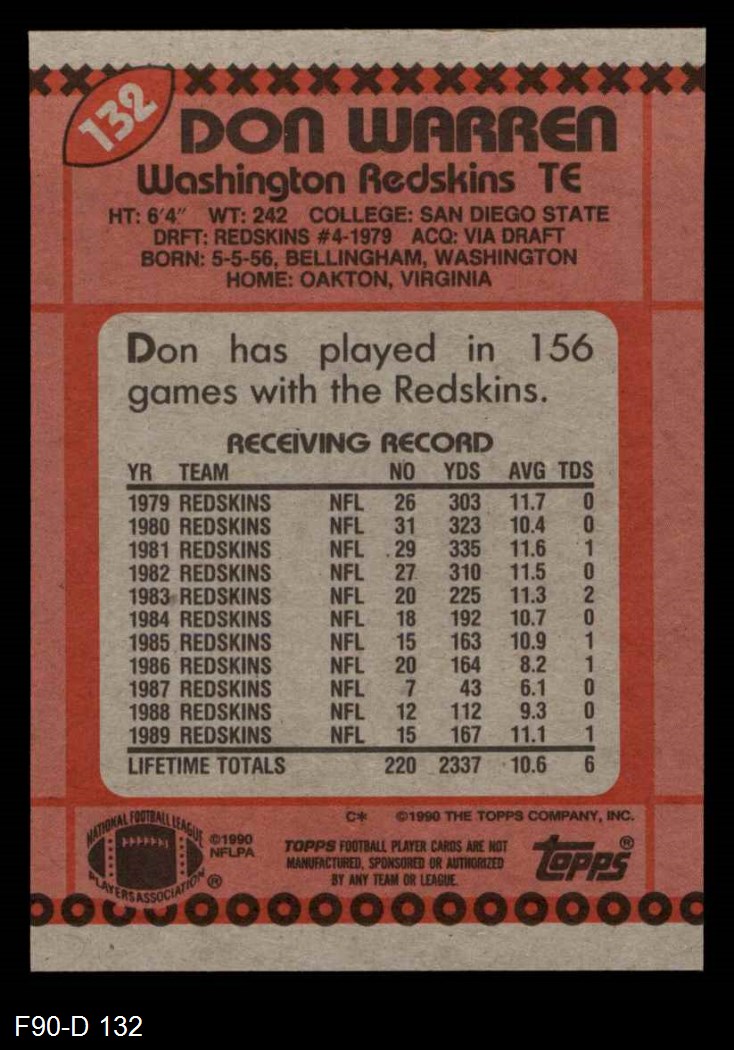 132
DON WARREN
Washington Redskins TE
HT: 6'4" WT: 242 COLLEGE: SAN DIEGO STATE
DRFT: REDSKINS #4-1979 ACQ: VIA DRAFT
BORN: 5-5-56, BELLINGHAM, WASHINGTON
HOME: OAKTON, VIRGINIA
Don has played in 156
games with the Redskins.
RECEIVING RECORD
YR TEAM NO YDS AVG TDS
1979 REDSKINS NFL 26 303 11.7 0
1980 REDSKINS NFL 31 323 10.4 0
1981 REDSKINS NFL 29 335 11.6 1
1982 REDSKINS NFL 27 310 11.5 0
1983 REDSKINS NFL 20 225 11.3 2
1984 REDSKINS NFL 18 192 10.7 0
1985 REDSKINS NFL 15 163 10.9 1
1986 REDSKINS NFL 20 164 8.2 1
1987 REDSKINS NFL 7 43 6.1 0
1988 REDSKINS NFL 12 112 9.3 0
1989 REDSKINS NFL 15 167 11.1 1
LIFETIME TOTALS 220 2337 10.6 6
C* ©1990 THE TOPPS COMPANY, INC.
NATIONAL FOOTBALL LEAGUE
PLAYERS ASSOCIATION ®
©1990
NFLPA
TOPPS FOOTBALL PLAYER CARDS ARE NOT
MANUFACTURED, SPONSORED OR AUTHORIZED
BY ANY TEAM OR LEAGUE.
topps®
F90-D 132